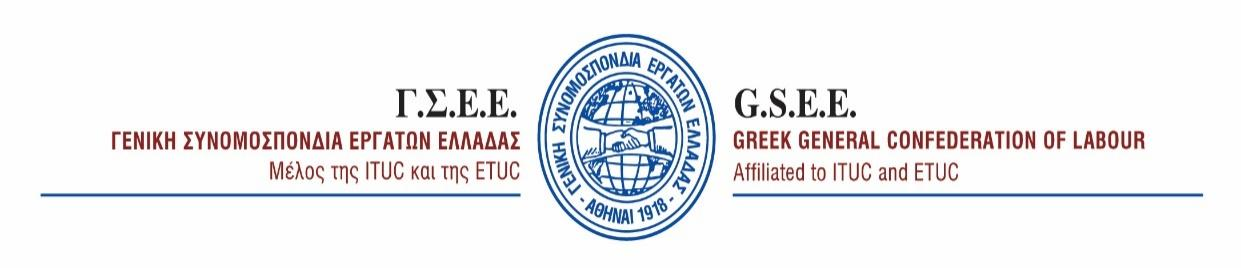 Γ.Σ.Ε.Ε.
ΓΕΝΙΚΗ ΣΥΝΟΜΟΣΠΟΝΔΙΑ ΕΡΓΑΤΩΝ ΕΛΛΑΔΑΣ
Μέλος της ITUC και της ETUC
ΓΕΝΙΚΗ ΣΥΝΟΜΟΣΠΟΝΔΙΑ ΕΡΓΑΤΩΝ ΕΛΛΑΔΑΣ
- ΑΘΗΝΑΙ 1918 -
G.S.E.E.
GREEK GENERAL CONFEDERATION OF LABOUR
Affiliated to ITUC and ETUC